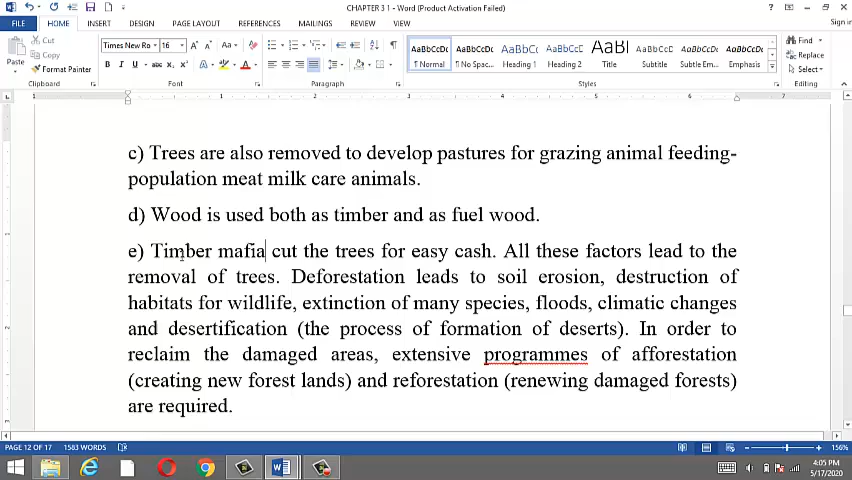 CHAPTER 3 1 - Word (Product Activation Failed)
FILE HOME INSERT DESIGN PAGE LAYOUT REFERENCES MAILINGS REVIEW VIEW Sign in
Cut
Copy
Format Painter
Paste
Clipboard
Times New Ro 16
Font
Paragraph
AaBbCcDc AaBbCcDc AaBbCc AaBbCcC AaBl AaBbCcC AaBbCcDc AaBbCcDc
¶ Normal ¶ No Spac... Heading 1 Heading 2 Title Subtitle Subtle Em... Emphasis
Styles
Find
Replace
Select
Editing
c) Trees are also removed to develop pastures for grazing animal feeding-
population meat milk care animals.
d) Wood is used both as timber and as fuel wood.
e) Timber mafia cut the trees for easy cash. All these factors lead to the
removal of trees. Deforestation leads to soil erosion, destruction of
habitats for wildlife, extinction of many species, floods, climatic changes
and desertification (the process of formation of deserts). In order to
reclaim the damaged areas, extensive programmes of afforestation
(creating new forest lands) and reforestation (renewing damaged forests)
are required.
PAGE 12 OF 17 1583 WORDS 156%
4:05 PM
5/17/2020